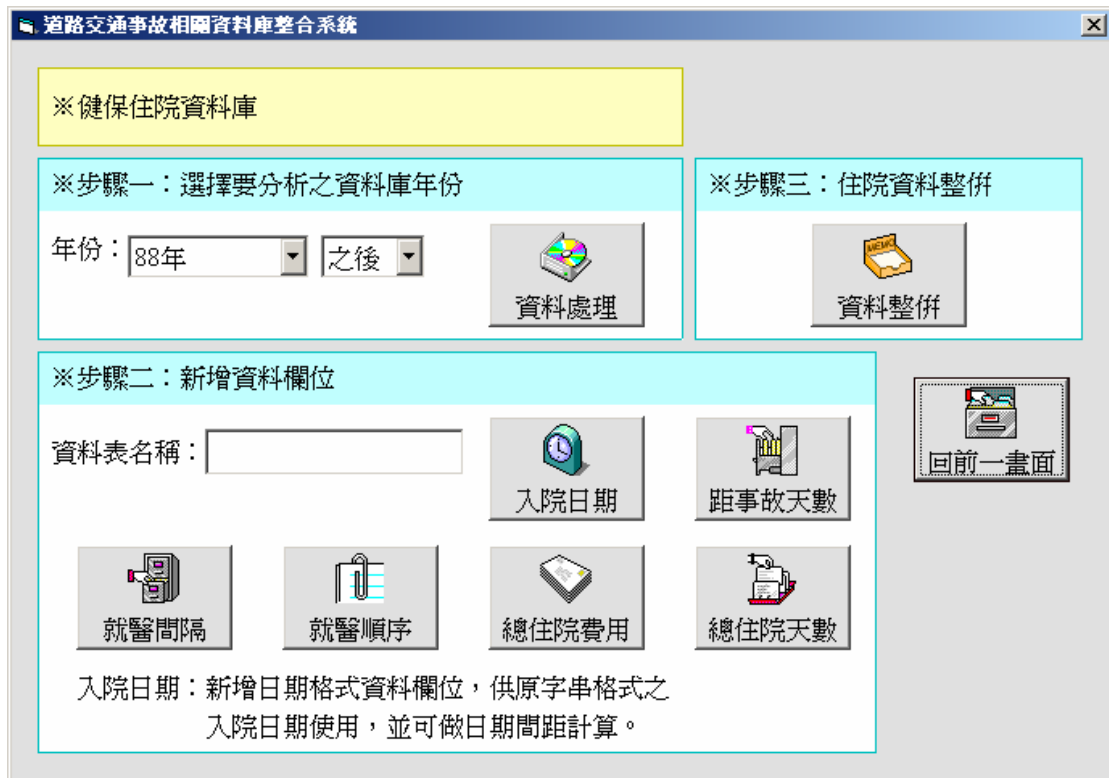 道路交通事故相關資料庫整合系統
※健保住院資料庫
※步驟一：選擇要分析之資料庫年份
年份：88年 之後
資料處理
※步驟三：住院資料整併
MEMO
資料整併
※步驟二：新增資料欄位
資料表名稱：
入院日期
距事故天數
回前一畫面
就醫間隔
就醫順序
總住院費用
總住院天數
入院日期：新增日期格式資料欄位，供原字串格式之
入院日期使用，並可做日期間距計算。